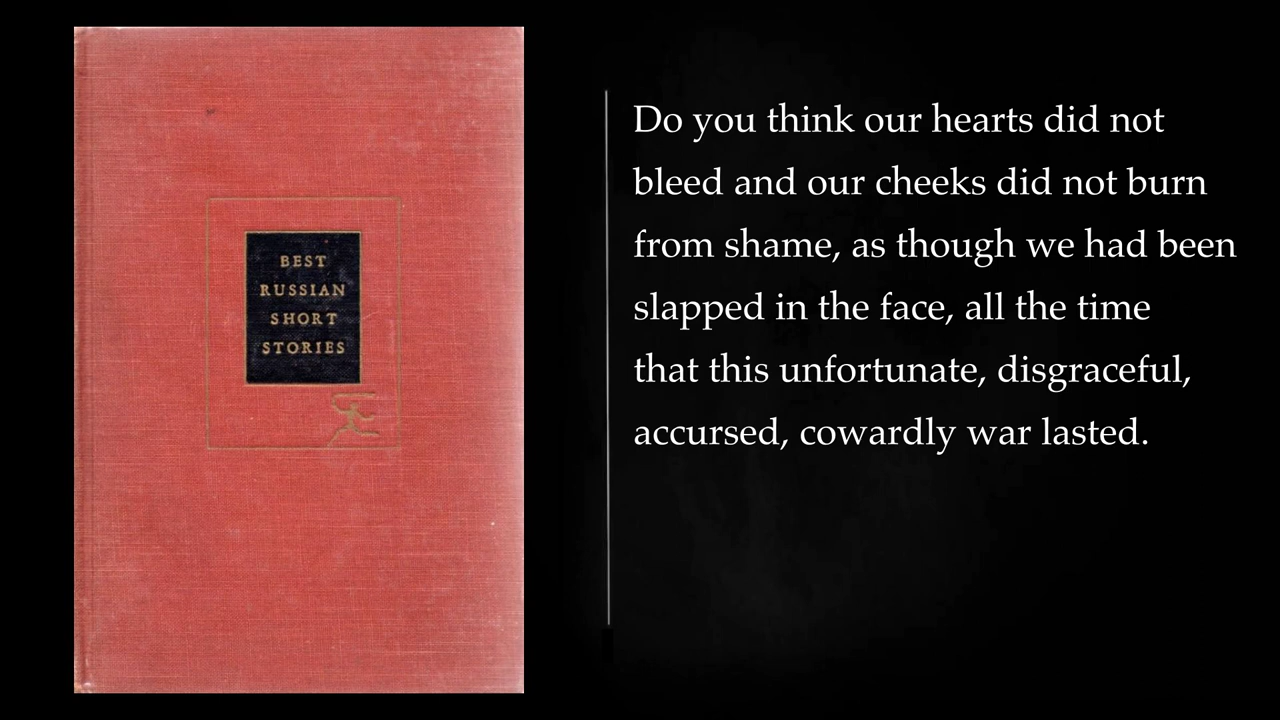 BEST
RUSSIAN
SHORT
STORIES
Do you think our hearts did not
bleed and our cheeks did not burn
from shame, as though we had been
slapped in the face, all the time
that this unfortunate, disgraceful,
accursed, cowardly war lasted.